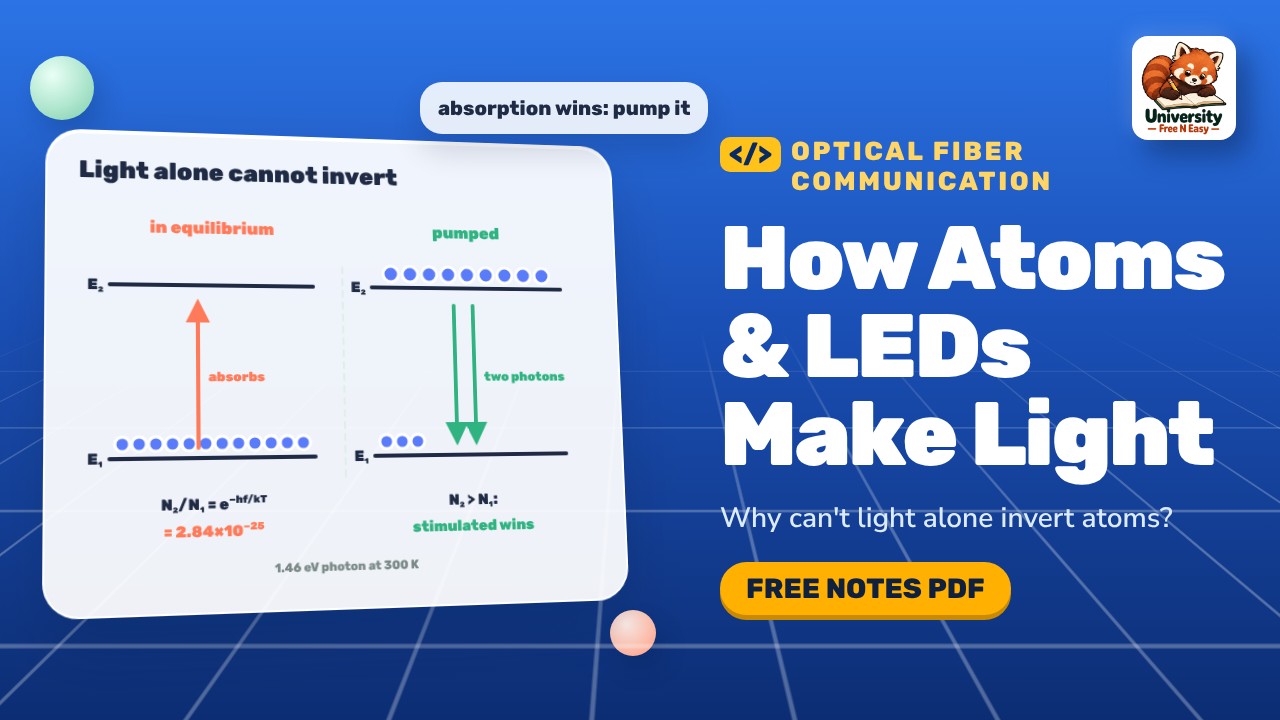 absorption wins: pump it
Light alone cannot invert
in equilibrium
pumped
E₂
E₂
absorbs
two photons
E₁
E₁
N₂/N₁ = e^−hf/kT
= 2.84×10⁻²⁵
N₂ > N₁:
stimulated wins
1.46 eV photon at 300 K
University
Free N Easy
</>
OPTICAL FIBER
COMMUNICATION
How Atoms
& LEDs
Make Light
Why can't light alone invert atoms?
FREE NOTES PDF